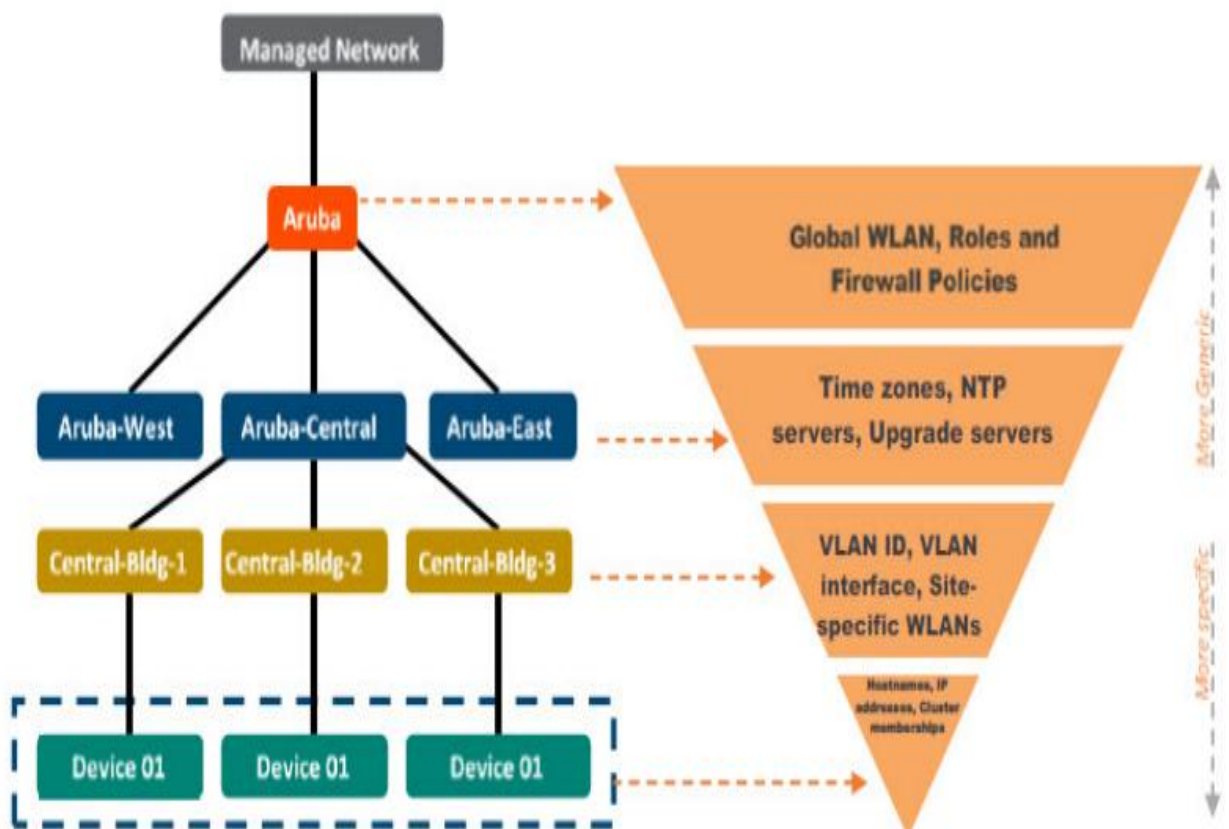 Managed Network
Aruba
Global WLAN, Roles and
Firewall Policies
More Generic
Aruba-West
Aruba-Central
Aruba-East
Time zones, NTP
servers, Upgrade servers
Central-Bldg-1
Central-Bldg-2
Central-Bldg-3
VLAN ID, VLAN
interface, Site-
specific WLANs
More specific
Hostnames, IP
addresses, Cluster
memberships
Device 01
Device 01
Device 01